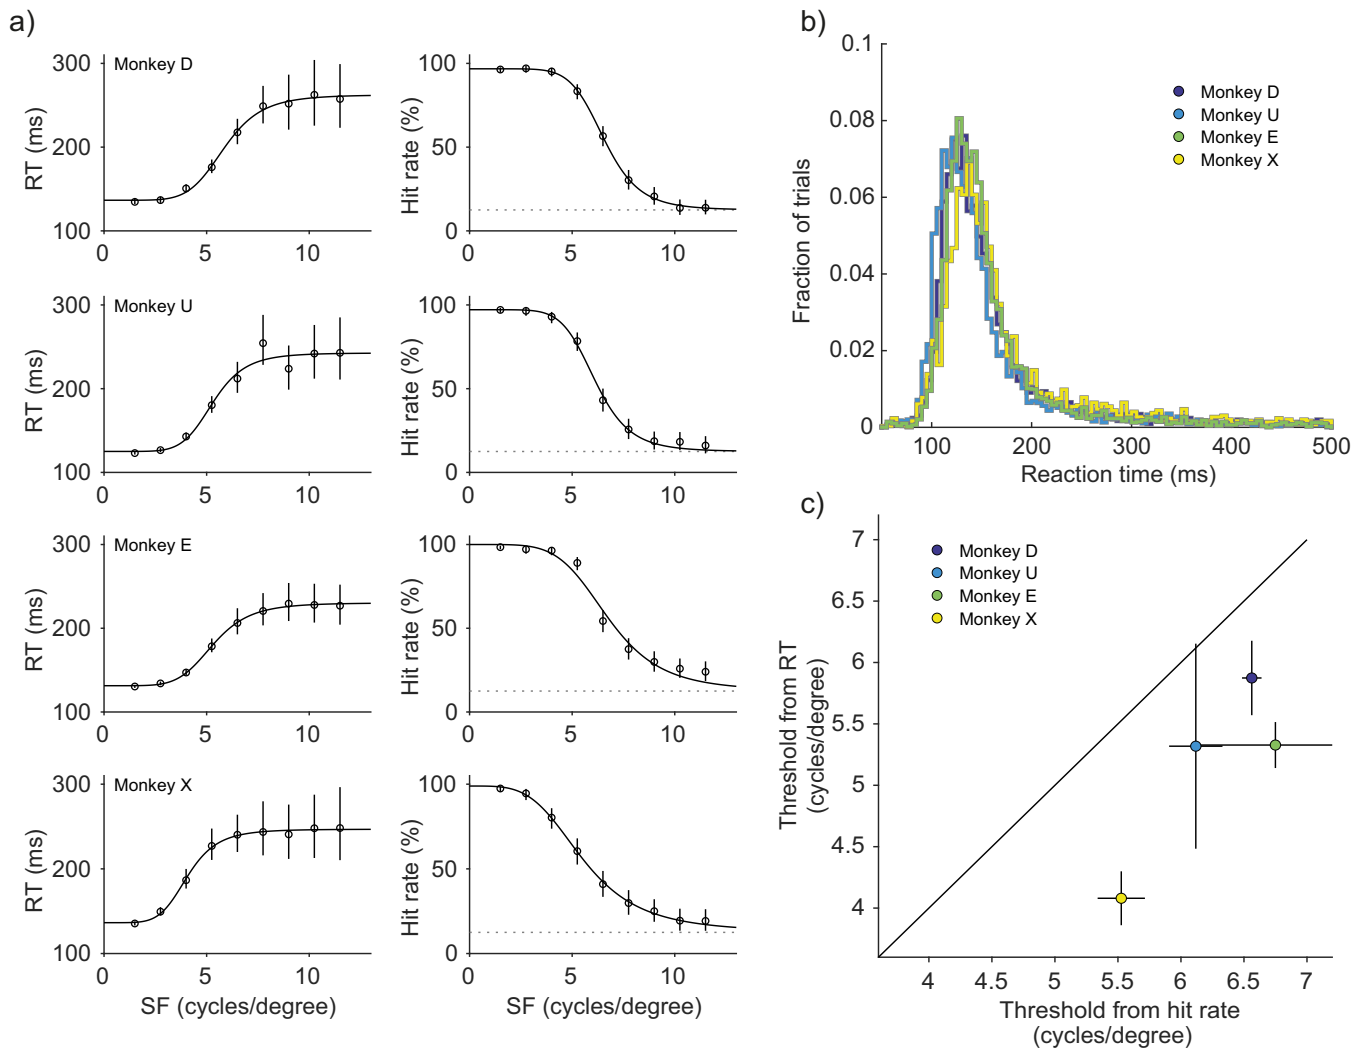 a)
Monkey D
RT (ms)
300
200
100
0
5
10
Hit rate (%)
100
50
0
0
5
10
Monkey U
RT (ms)
300
200
100
0
5
10
Hit rate (%)
100
50
0
0
5
10
Monkey E
RT (ms)
300
200
100
0
5
10
Hit rate (%)
100
50
0
0
5
10
Monkey X
RT (ms)
300
200
100
0
5
10
SF (cycles/degree)
Hit rate (%)
100
50
0
0
5
10
SF (cycles/degree)
b)
Fraction of trials
0.1
0.08
0.06
0.04
0.02
0
100
200
300
400
500
Reaction time (ms)
Monkey D
Monkey U
Monkey E
Monkey X
c)
Threshold from RT
(cycles/degree)
7
6.5
6
5.5
5
4.5
4
Monkey D
Monkey U
Monkey E
Monkey X
4
4.5
5
5.5
6
6.5
7
Threshold from hit rate
(cycles/degree)